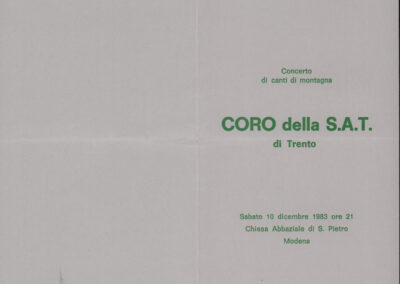 Concerto
di canti di montagna
CORO della S.A.T.
di Trento
Sabato 10 dicembre 1983 ore 21
Chiesa Abbaziale di S. Pietro
Modena